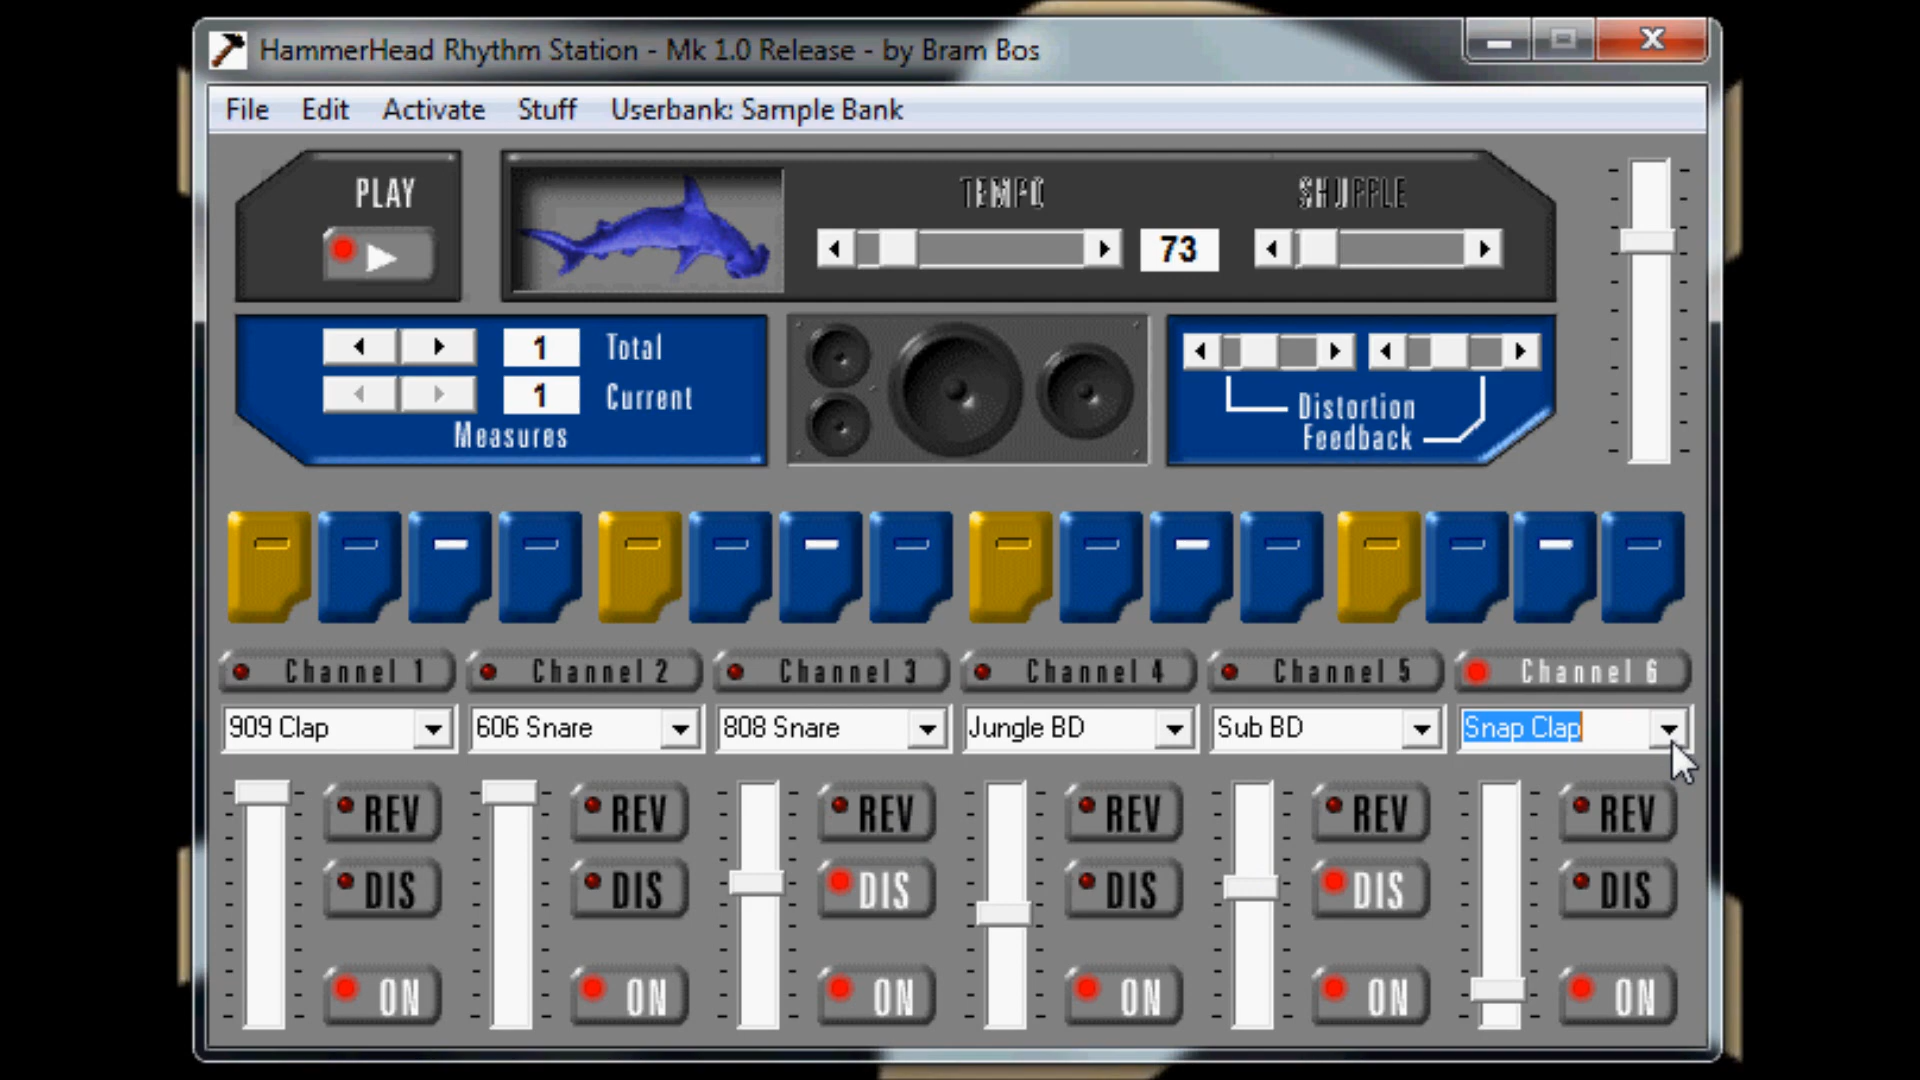 HammerHead Rhythm Station - Mk 1.0 Release - by Bram Bos
File Edit Activate Stuff Userbank: Sample Bank
PLAY TEMPO SHUFFLE
73
1 Total
1 Current
Measures
Distortion
Feedback
Channel 1 Channel 2 Channel 3 Channel 4 Channel 5 Channel 6
909 Clap 606 Snare 808 Snare Jungle BD Sub BD Snap Clap
REV REV REV REV REV REV
DIS DIS DIS DIS DIS DIS
ON ON ON ON ON ON